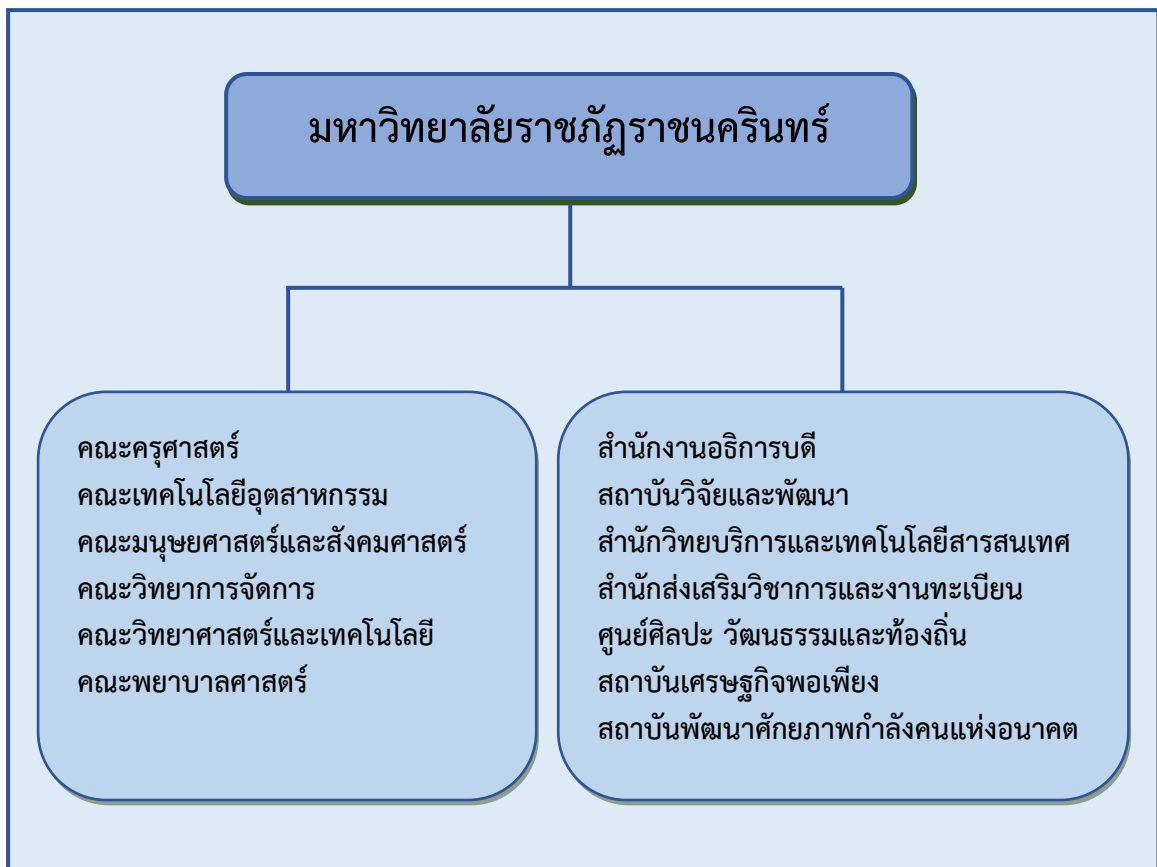 มหาวิทยาลัยราชภัฏราชนครินทร์
คณะครุศาสตร์
คณะเทคโนโลยีอุตสาหกรรม
คณะมนุษยศาสตร์และสังคมศาสตร์
คณะวิทยาการจัดการ
คณะวิทยาศาสตร์และเทคโนโลยี
คณะพยาบาลศาสตร์
สำนักงานอธิการบดี
สถาบันวิจัยและพัฒนา
สำนักวิทยบริการและเทคโนโลยีสารสนเทศ
สำนักส่งเสริมวิชาการและงานทะเบียน
ศูนย์ศิลปะ วัฒนธรรมและท้องถิ่น
สถาบันเศรษฐกิจพอเพียง
สถาบันพัฒนาศักยภาพกำลังคนแห่งอนาคต